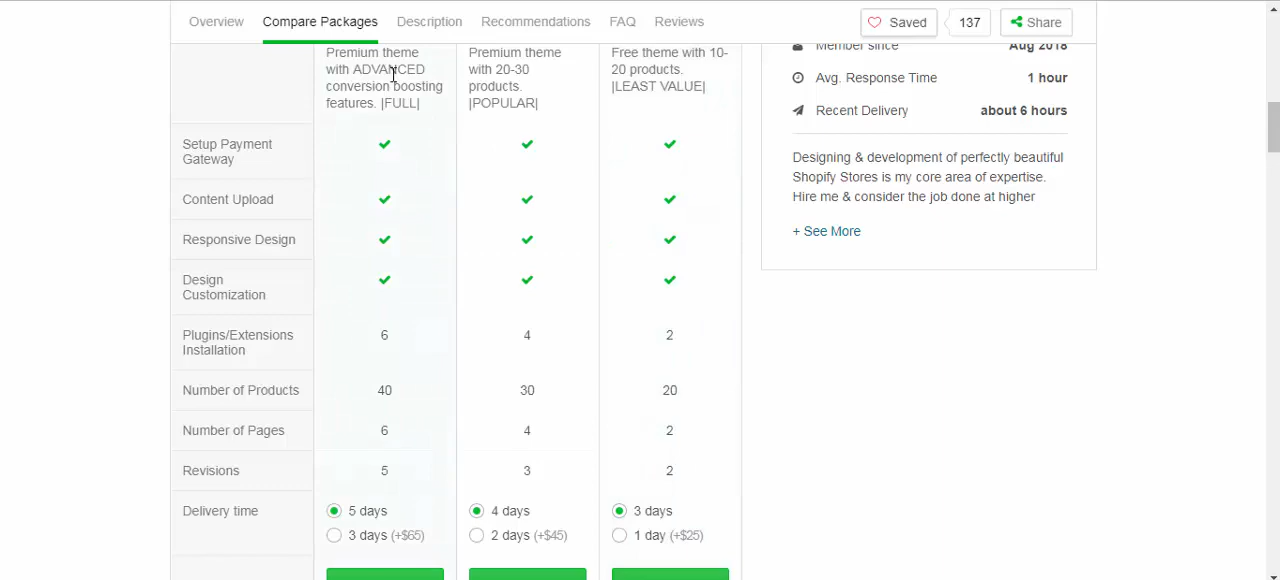 Overview Compare Packages Description Recommendations FAQ Reviews Saved 137 Share
Premium theme
with ADVANCED
conversion boosting
features. |FULL|
Premium theme
with 20-30
products.
|POPULAR|
Free theme with 10-
20 products.
|LEAST VALUE|
Setup Payment
Gateway
Content Upload
Responsive Design
Design
Customization
Plugins/Extensions
Installation
6 4 2
Number of Products 40 30 20
Number of Pages 6 4 2
Revisions 5 3 2
Delivery time 5 days 4 days 3 days
3 days (+$65) 2 days (+$45) 1 day (+$25)
Member since Aug 2018
Avg. Response Time 1 hour
Recent Delivery about 6 hours
Designing & development of perfectly beautiful
Shopify Stores is my core area of expertise.
Hire me & consider the job done at higher
+ See More